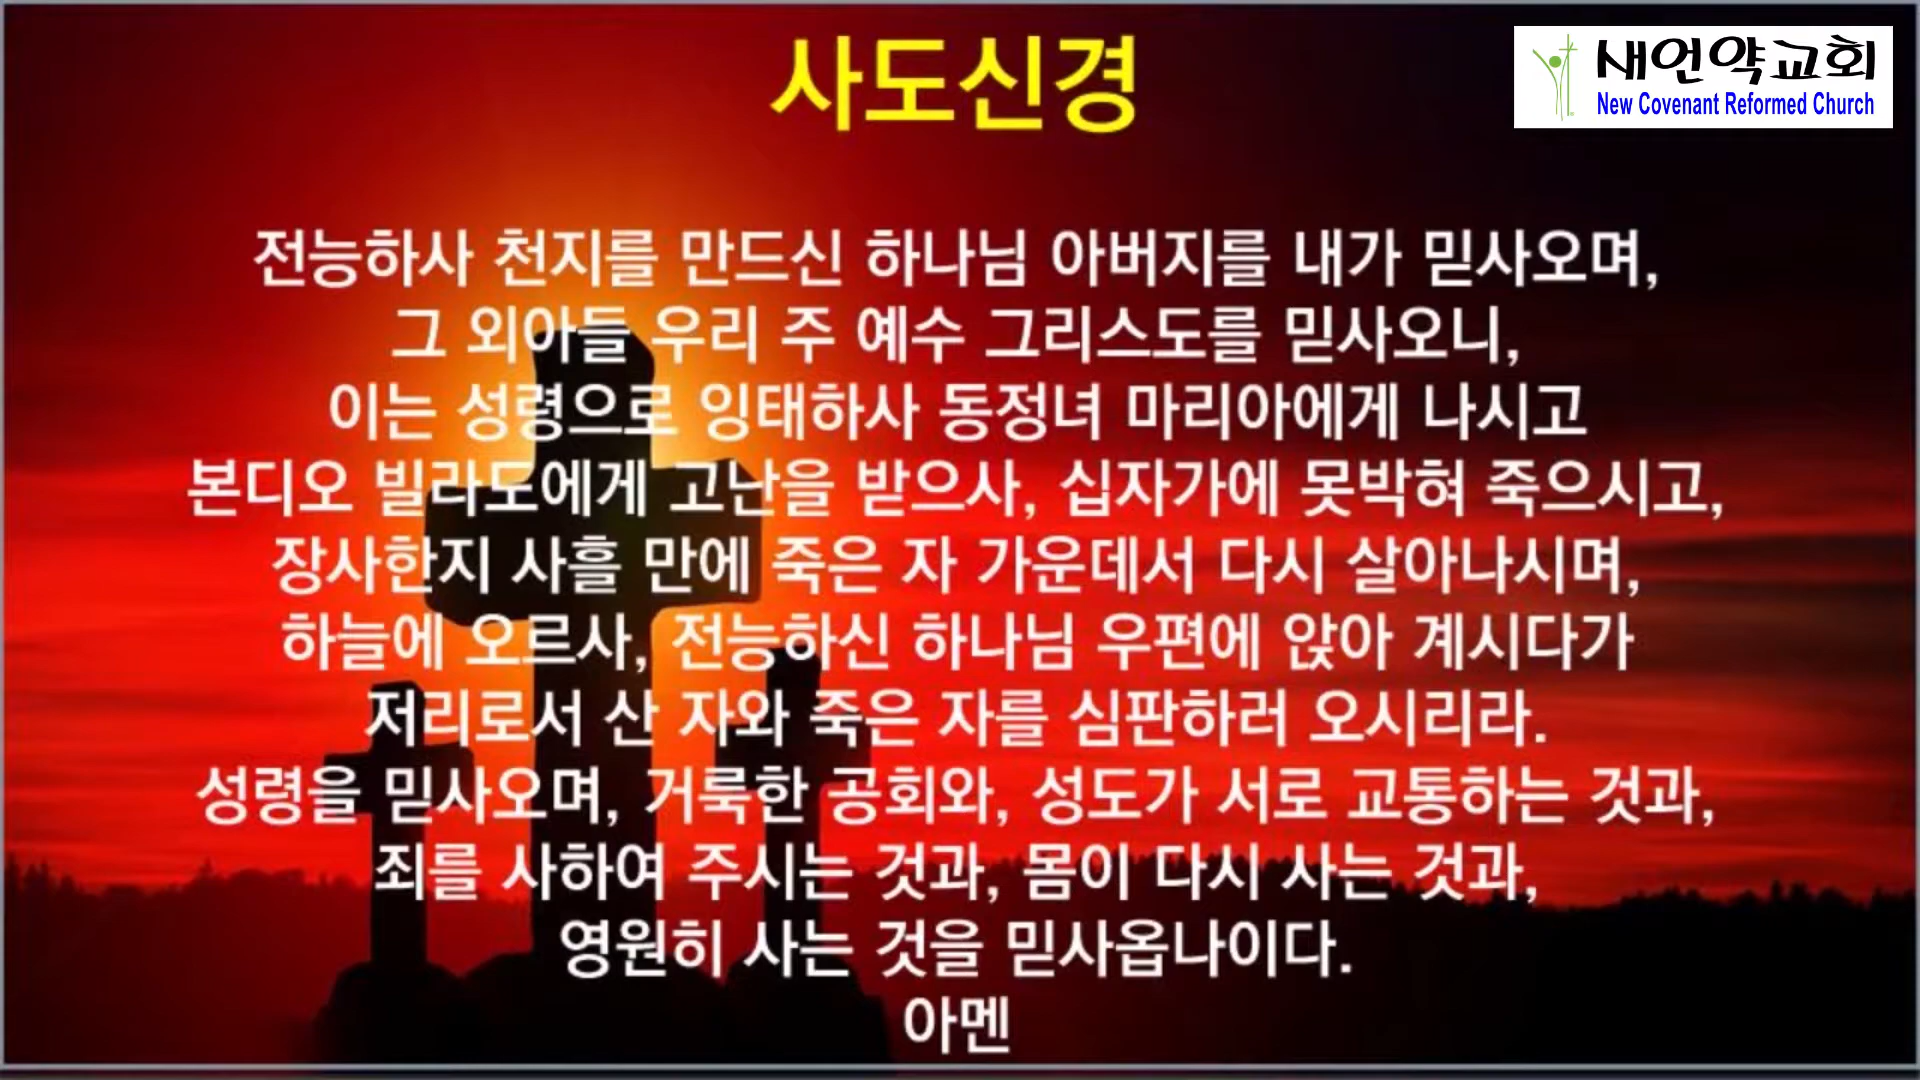 사도신경
새언약교회
New Covenant Reformed Church
전능하사 천지를 만드신 하나님 아버지를 내가 믿사오며,
그 외아들 우리 주 예수 그리스도를 믿사오니,
이는 성령으로 잉태하사 동정녀 마리아에게 나시고
본디오 빌라도에게 고난을 받으사, 십자가에 못박혀 죽으시고,
장사한지 사흘 만에 죽은 자 가운데서 다시 살아나시며,
하늘에 오르사, 전능하신 하나님 우편에 앉아 계시다가
저리로서 산 자와 죽은 자를 심판하러 오시리라.
성령을 믿사오며, 거룩한 공회와, 성도가 서로 교통하는 것과,
죄를 사하여 주시는 것과, 몸이 다시 사는 것과,
영원히 사는 것을 믿사옵나이다.
아멘